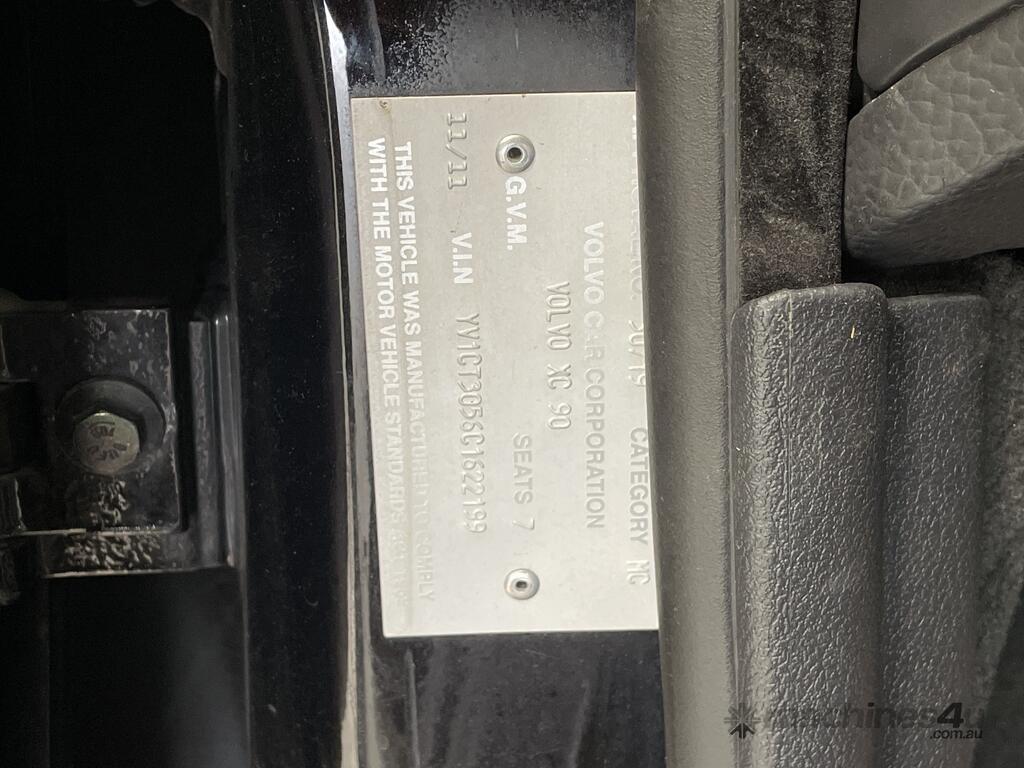 CATEGORY MC
VOLVO CAR CORPORATION
VOLVO XC 90
G.V.M. SEATS 7
11/11 V.I.N YV1CT3056C1622199
THIS VEHICLE WAS MANUFACTURED TO COMPLY
WITH THE MOTOR VEHICLE STANDARDS ACT
machines4u
.com.au